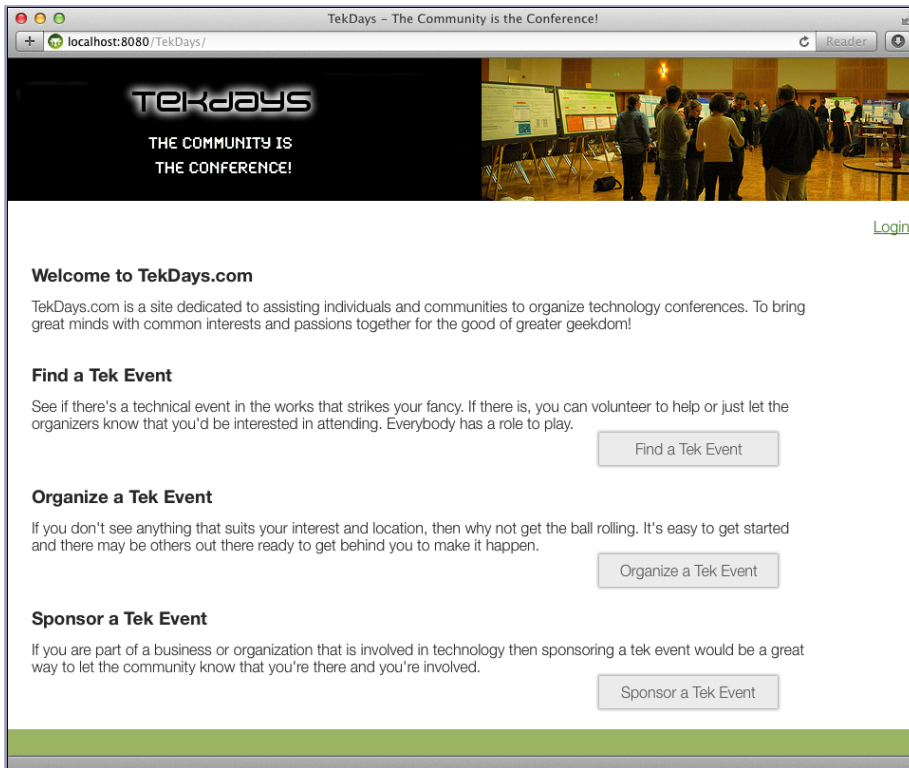 TekDays - The Community is the Conference!
+ localhost:8080/TekDays/ Reader
TekDays
THE COMMUNITY IS
THE CONFERENCE!
Login
Welcome to TekDays.com
TekDays.com is a site dedicated to assisting individuals and communities to organize technology conferences. To bring
great minds with common interests and passions together for the good of greater geekdom!
Find a Tek Event
See if there's a technical event in the works that strikes your fancy. If there is, you can volunteer to help or just let the
organizers know that you'd be interested in attending. Everybody has a role to play.
Find a Tek Event
Organize a Tek Event
If you don't see anything that suits your interest and location, then why not get the ball rolling. It's easy to get started
and there may be others out there ready to get behind you to make it happen.
Organize a Tek Event
Sponsor a Tek Event
If you are part of a business or organization that is involved in technology then sponsoring a tek event would be a great
way to let the community know that you're there and you're involved.
Sponsor a Tek Event